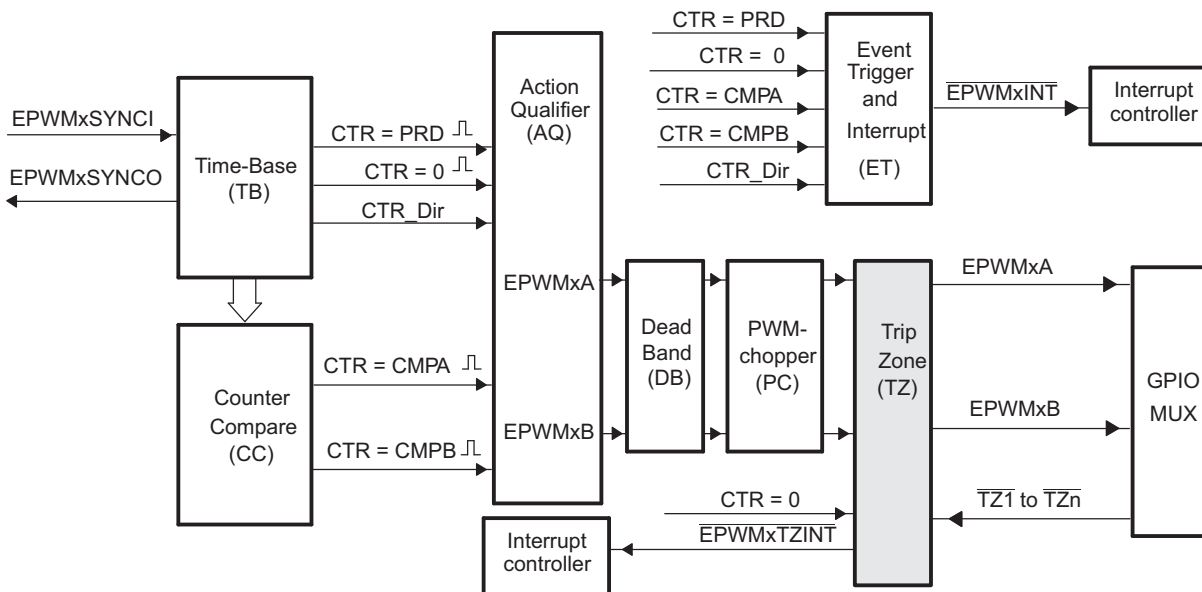 CTR = PRD
CTR = 0
CTR = CMPA
CTR = CMPB
CTR_Dir
Event
Trigger
and
Interrupt
(ET)
EPWMxINT
Interrupt
controller
EPWMxSYNCI
EPWMxSYNCO
Time-Base
(TB)
CTR = PRD
CTR = 0
CTR_Dir
Action
Qualifier
(AQ)
EPWMxA
EPWMxB
Counter
Compare
(CC)
CTR = CMPA
CTR = CMPB
Dead
Band
(DB)
PWM-
chopper
(PC)
Trip
Zone
(TZ)
EPWMxA
EPWMxB
TZ1 to TZn
GPIO
MUX
CTR = 0
EPWMxTZINT
Interrupt
controller